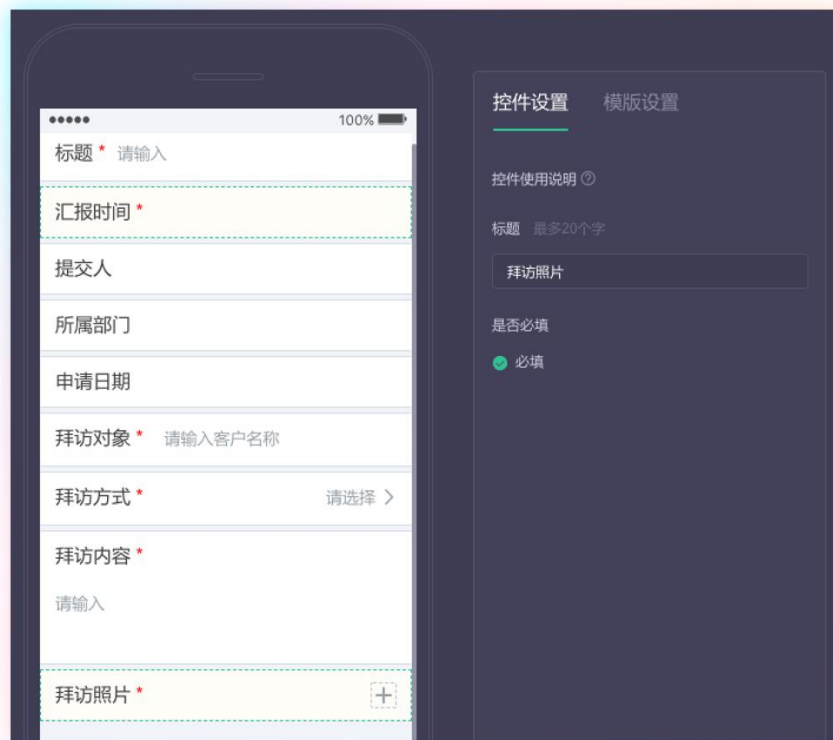 100%
标题 * 请输入
汇报时间 *
提交人
所属部门
申请日期
拜访对象 * 请输入客户名称
拜访方式 * 请选择 >
拜访内容 *
请输入
拜访照片 * +
控件设置 模版设置
控件使用说明 ?
标题 最多20个字
拜访照片
是否必填
必填